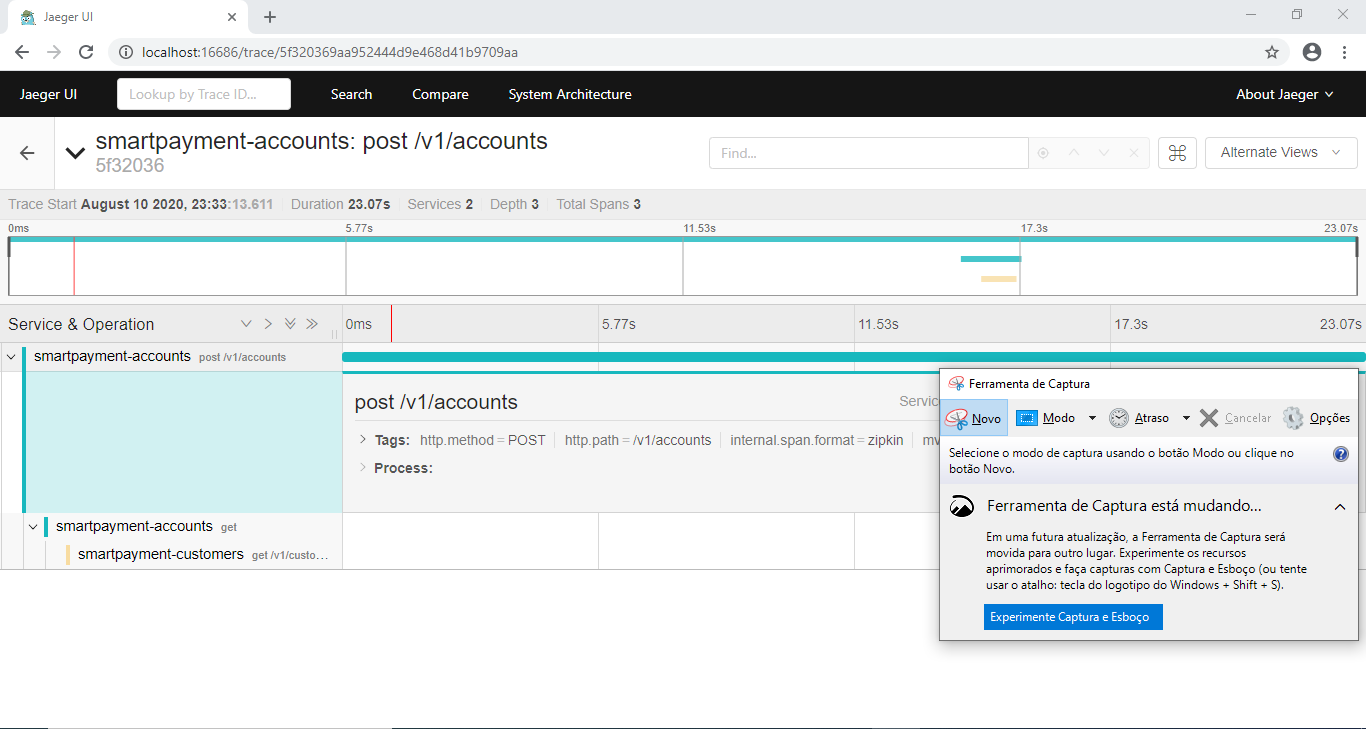 Jaeger UI
localhost:16686/trace/5f320369aa952444d9e468d41b9709aa
Jaeger UI Lookup by Trace ID... Search Compare System Architecture About Jaeger
smartpayment-accounts: post /v1/accounts
5f32036
Find...
Alternate Views
Trace Start August 10 2020, 23:33:13.611 Duration 23.07s Services 2 Depth 3 Total Spans 3
0ms 5.77s 11.53s 17.3s 23.07s
Service & Operation 0ms 5.77s 11.53s 17.3s 23.07s
smartpayment-accounts post /v1/accounts
post /v1/accounts
Tags: http.method = POST http.path = /v1/accounts internal.span.format = zipkin
Process:
smartpayment-accounts get
smartpayment-customers get /v1/custo…
Ferramenta de Captura
Novo Modo Atraso Cancelar Opções
Selecione o modo de captura usando o botão Modo ou clique no
botão Novo.
Ferramenta de Captura está mudando...
Em uma futura atualização, a Ferramenta de Captura será
movida para outro lugar. Experimente os recursos
aprimorados e faça capturas com Captura e Esboço (ou tente
usar o atalho: tecla do logotipo do Windows + Shift + S).
Experimente Captura e Esboço